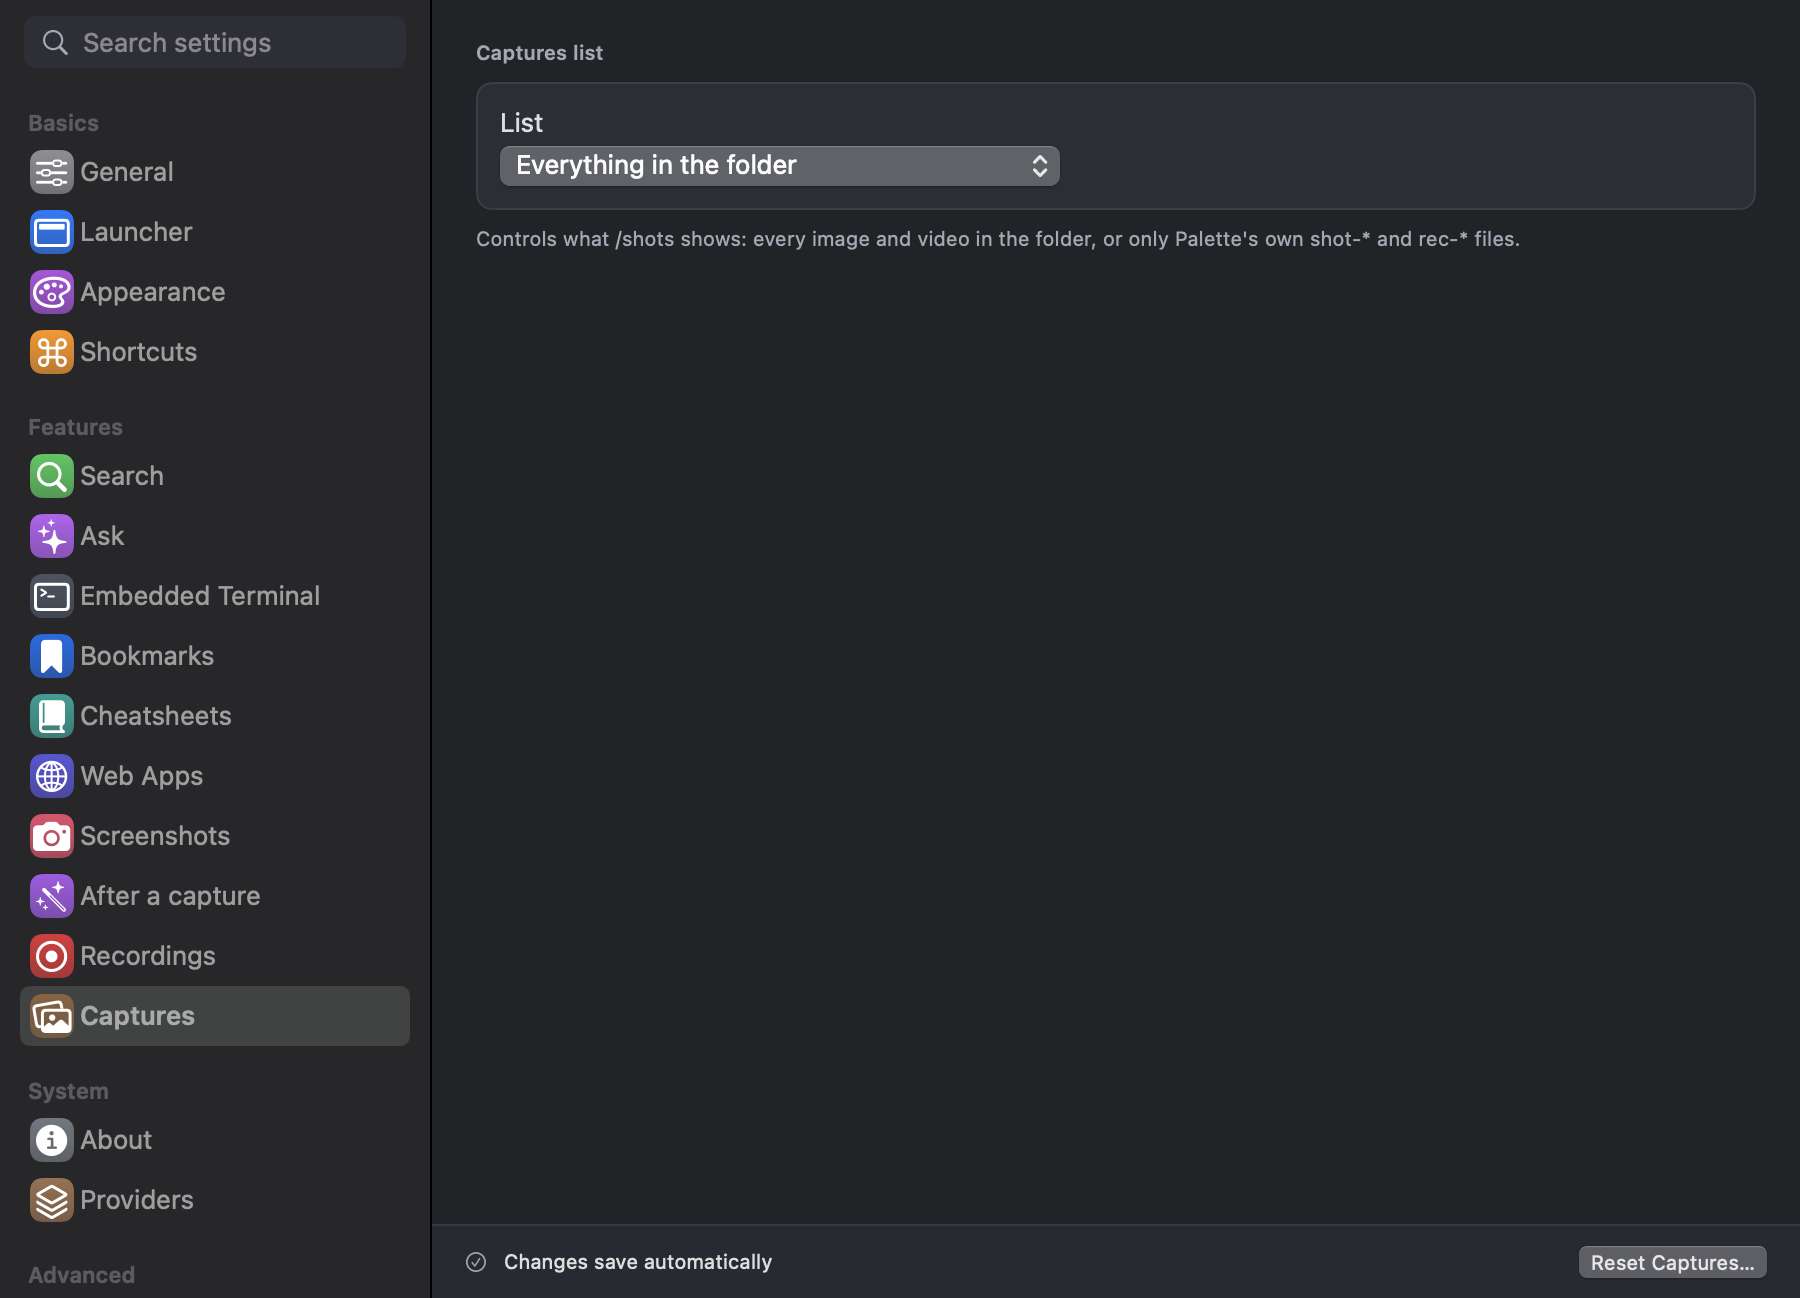 Search settings
Basics
General
Launcher
Appearance
Shortcuts
Features
Search
Ask
Embedded Terminal
Bookmarks
Cheatsheets
Web Apps
Screenshots
After a capture
Recordings
Captures
System
About
Providers
Advanced
Captures list
List
Everything in the folder
Controls what /shots shows: every image and video in the folder, or only Palette's own shot-* and rec-* files.
Changes save automatically
Reset Captures...